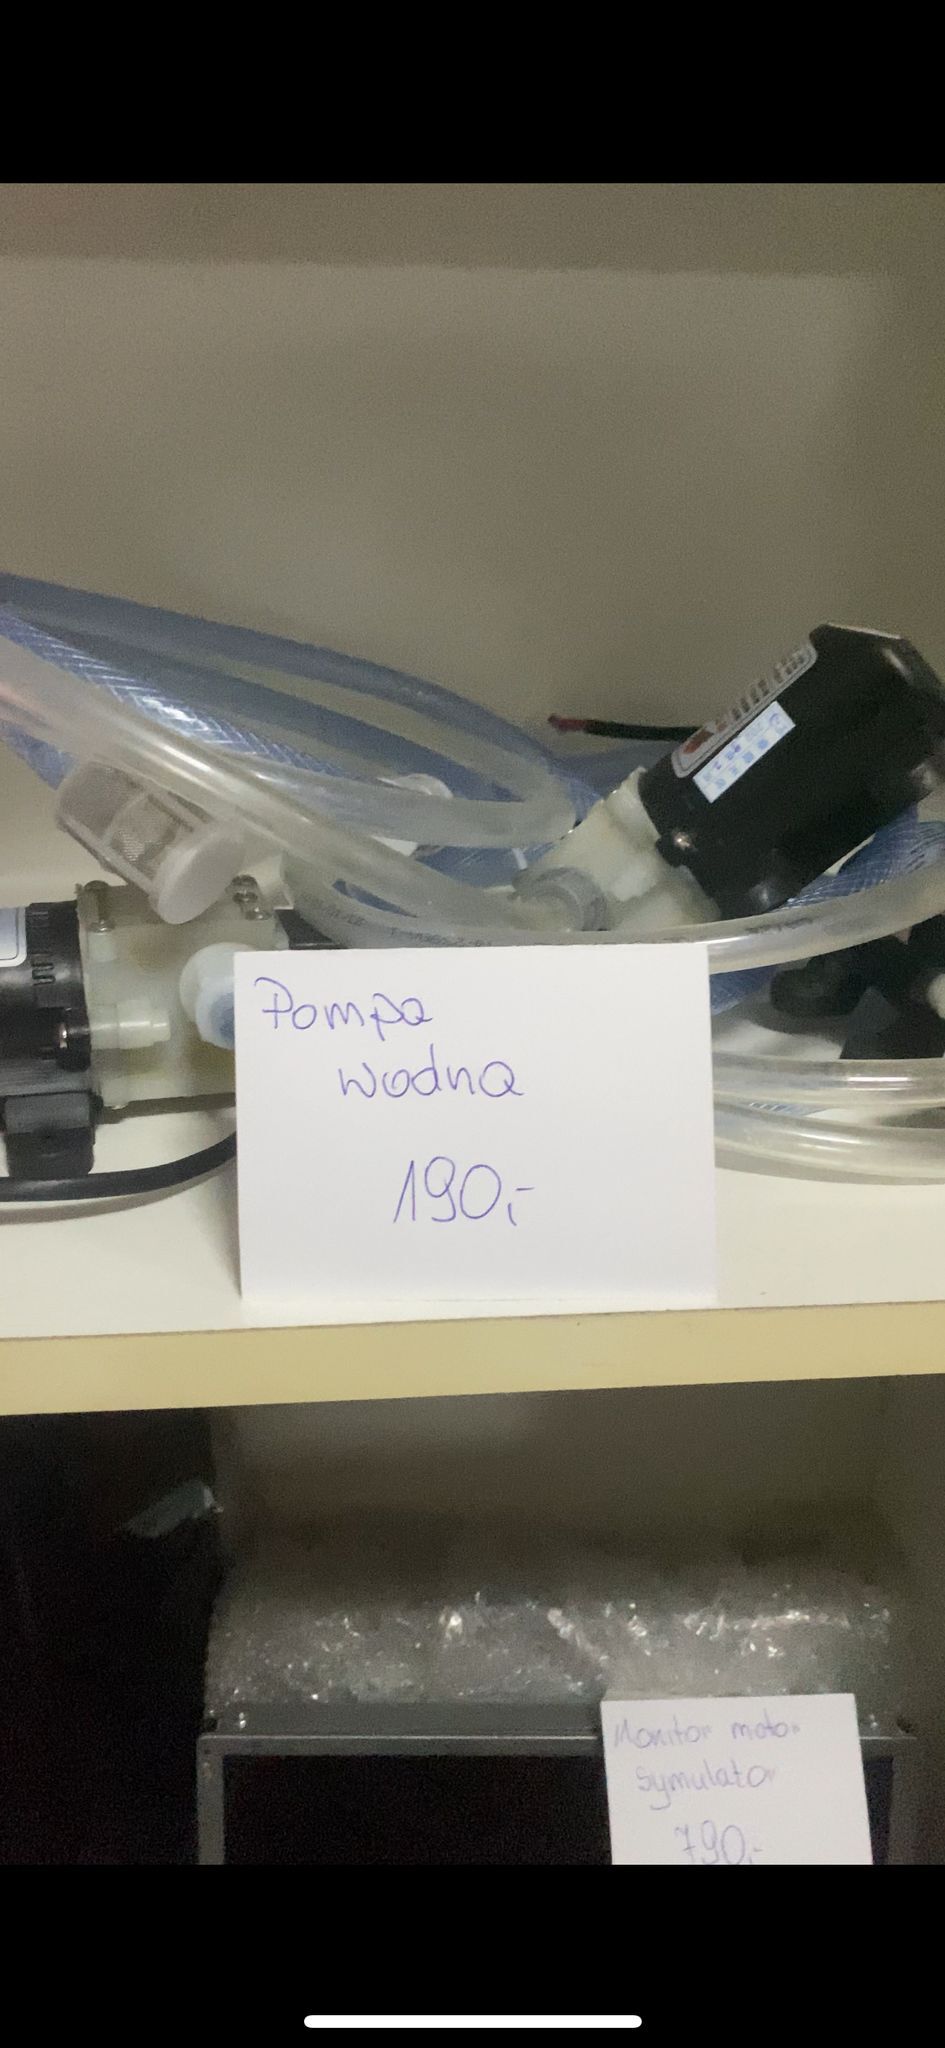 Pompa
wodna
190,-
Monitor motor
symulator
790,-